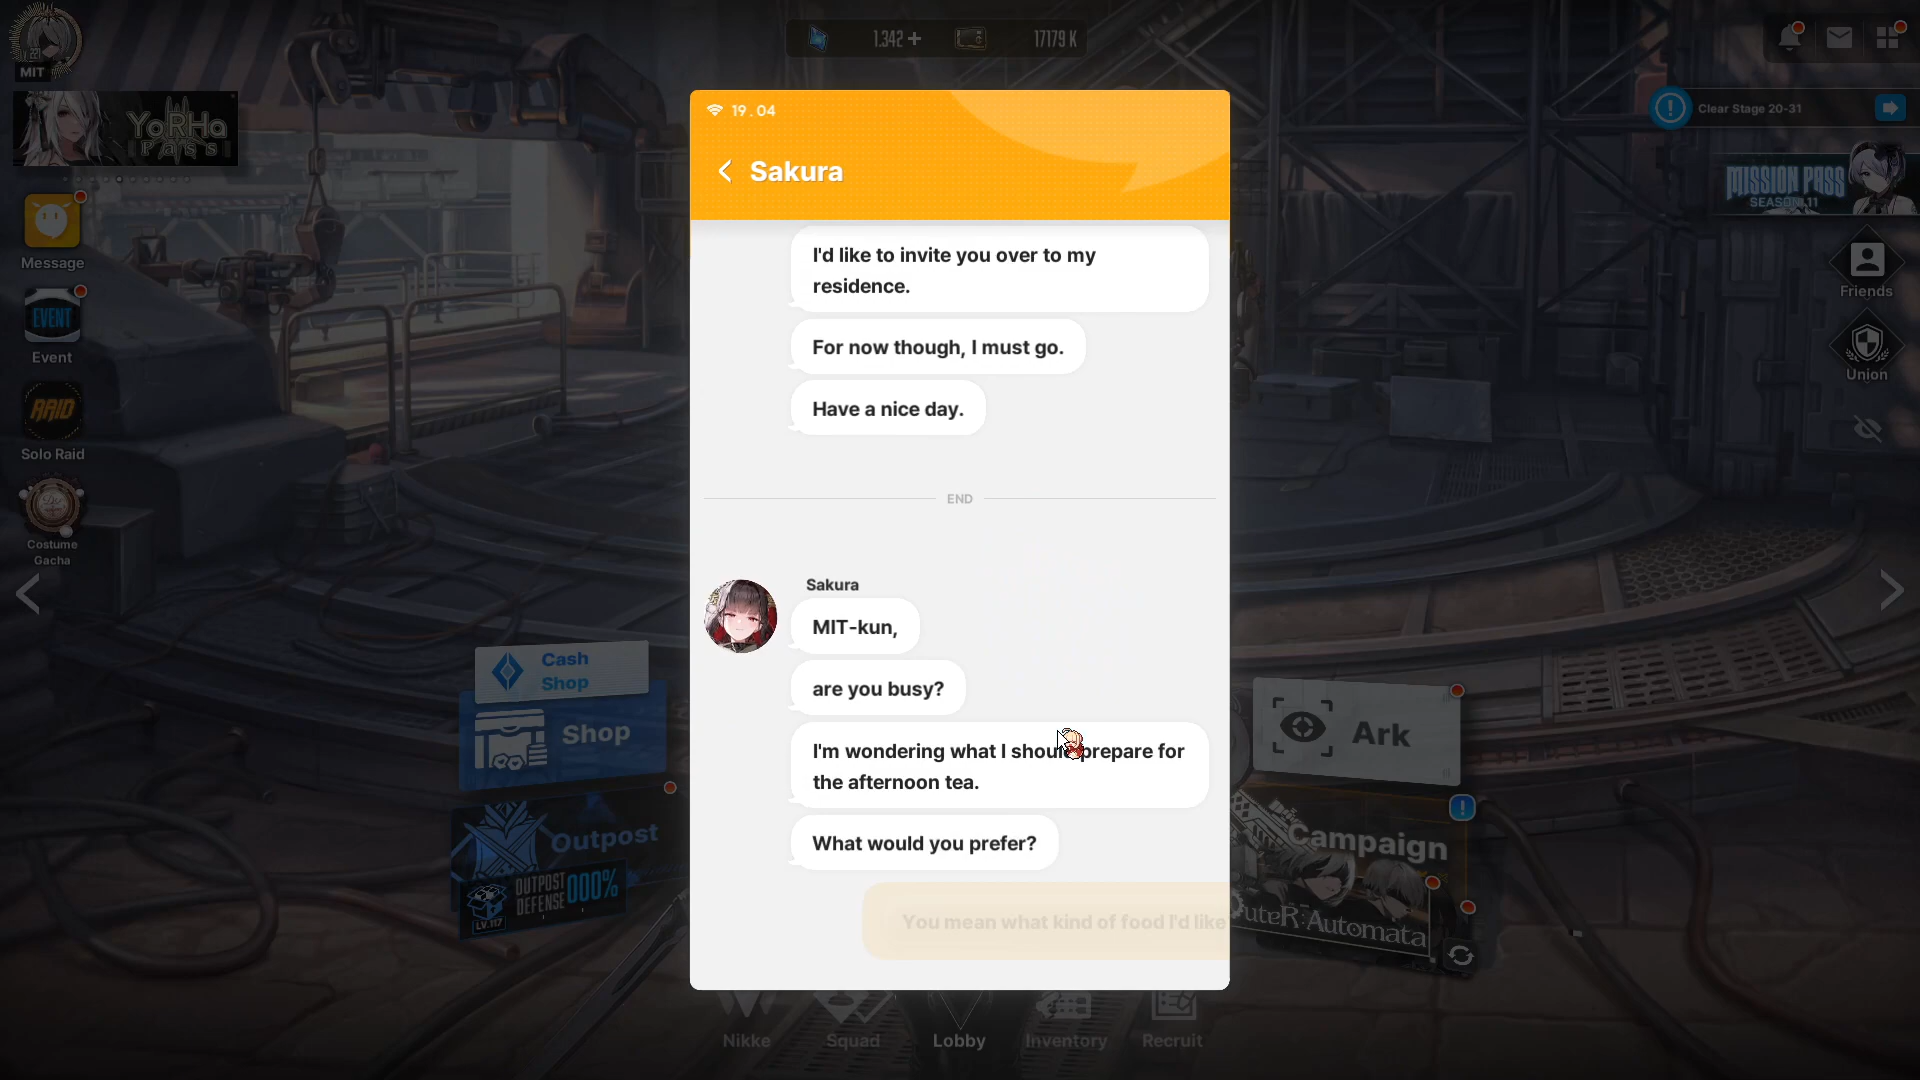 MIT
1.342
17179 K
YoRHa
Pass
Message
EVENT
Event
RAID
Solo Raid
Costume
Gacha
19.04
Sakura
I'd like to invite you over to my
residence.
For now though, I must go.
Have a nice day.
END
Sakura
MIT-kun,
are you busy?
I'm wondering what I should prepare for
the afternoon tea.
What would you prefer?
You mean what kind of food I'd like
Clear Stage 20-31
MISSION PASS
SEASON 11
Friends
Union
Cash
Shop
Shop
Outpost
OUTPOST
DEFENSE
000%
LV.117
Ark
Campaign
OuteR:Automata
Nikke
Squad
Lobby
Inventory
Recruit